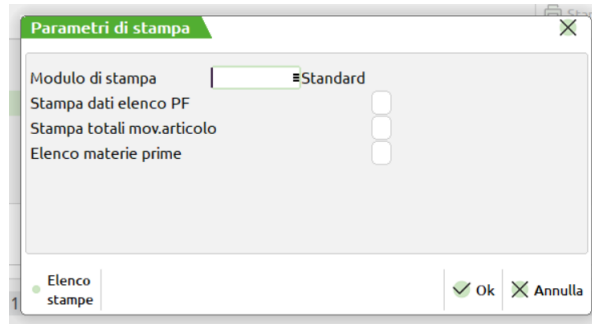 Parametri di stampa
Modulo di stampa Standard
Stampa dati elenco PF
Stampa totali mov.articolo
Elenco materie prime
Elenco
stampe
Ok Annulla
1